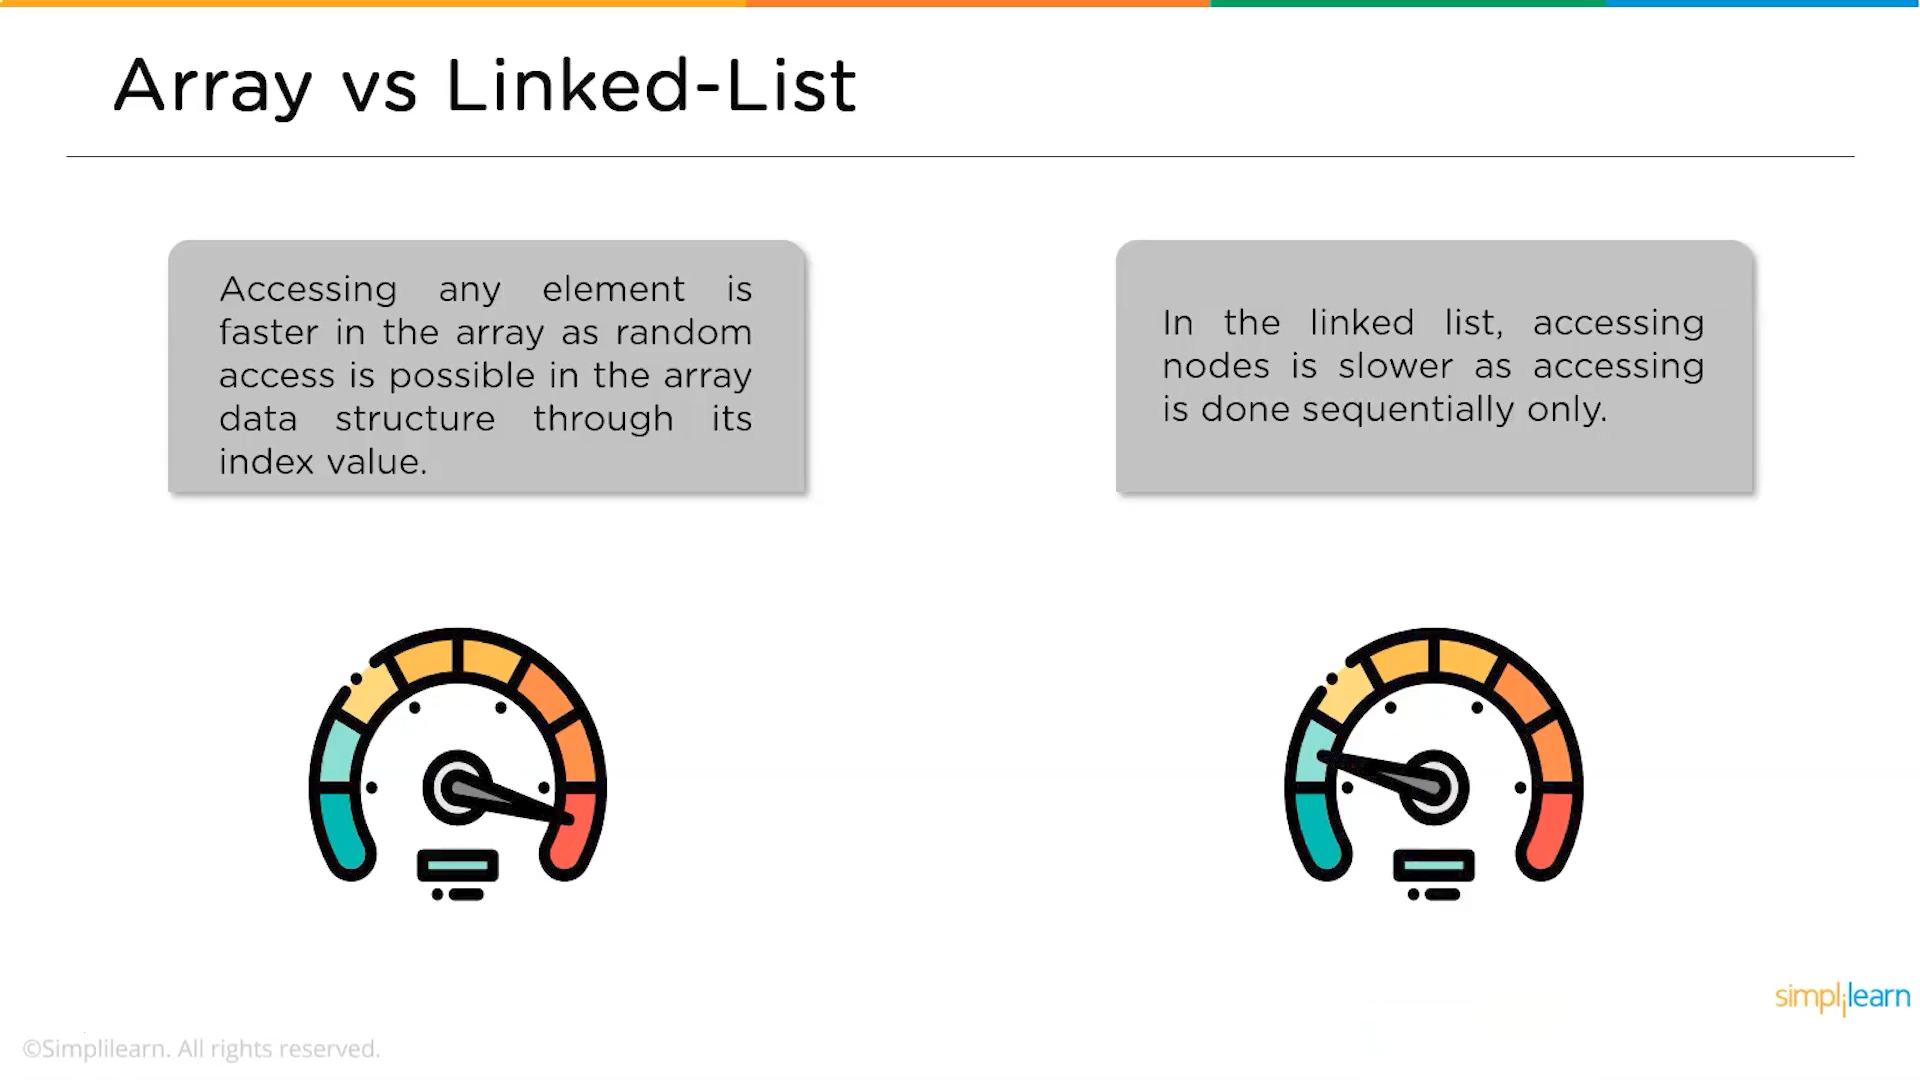 Array vs Linked-List
Accessing any element is
faster in the array as random
access is possible in the array
data structure through its
index value.
In the linked list, accessing
nodes is slower as accessing
is done sequentially only.
simplilearn
©Simplilearn. All rights reserved.